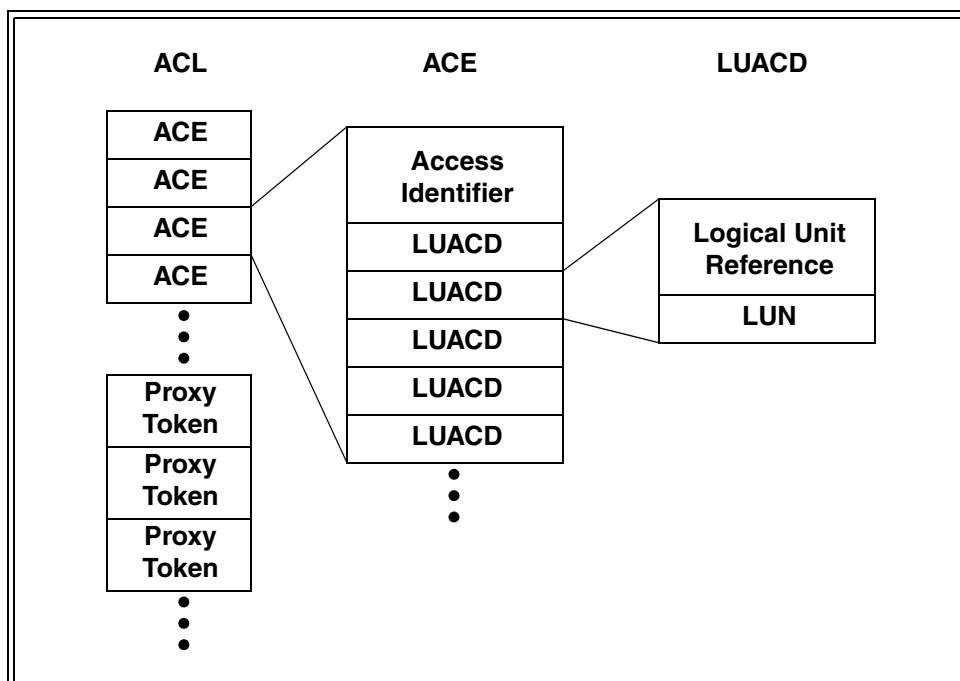 ACL
ACE
ACE
ACE
ACE
Proxy
Token
Proxy
Token
Proxy
Token
ACE
Access
Identifier
LUACD
LUACD
LUACD
LUACD
LUACD
LUACD
Logical Unit
Reference
LUN